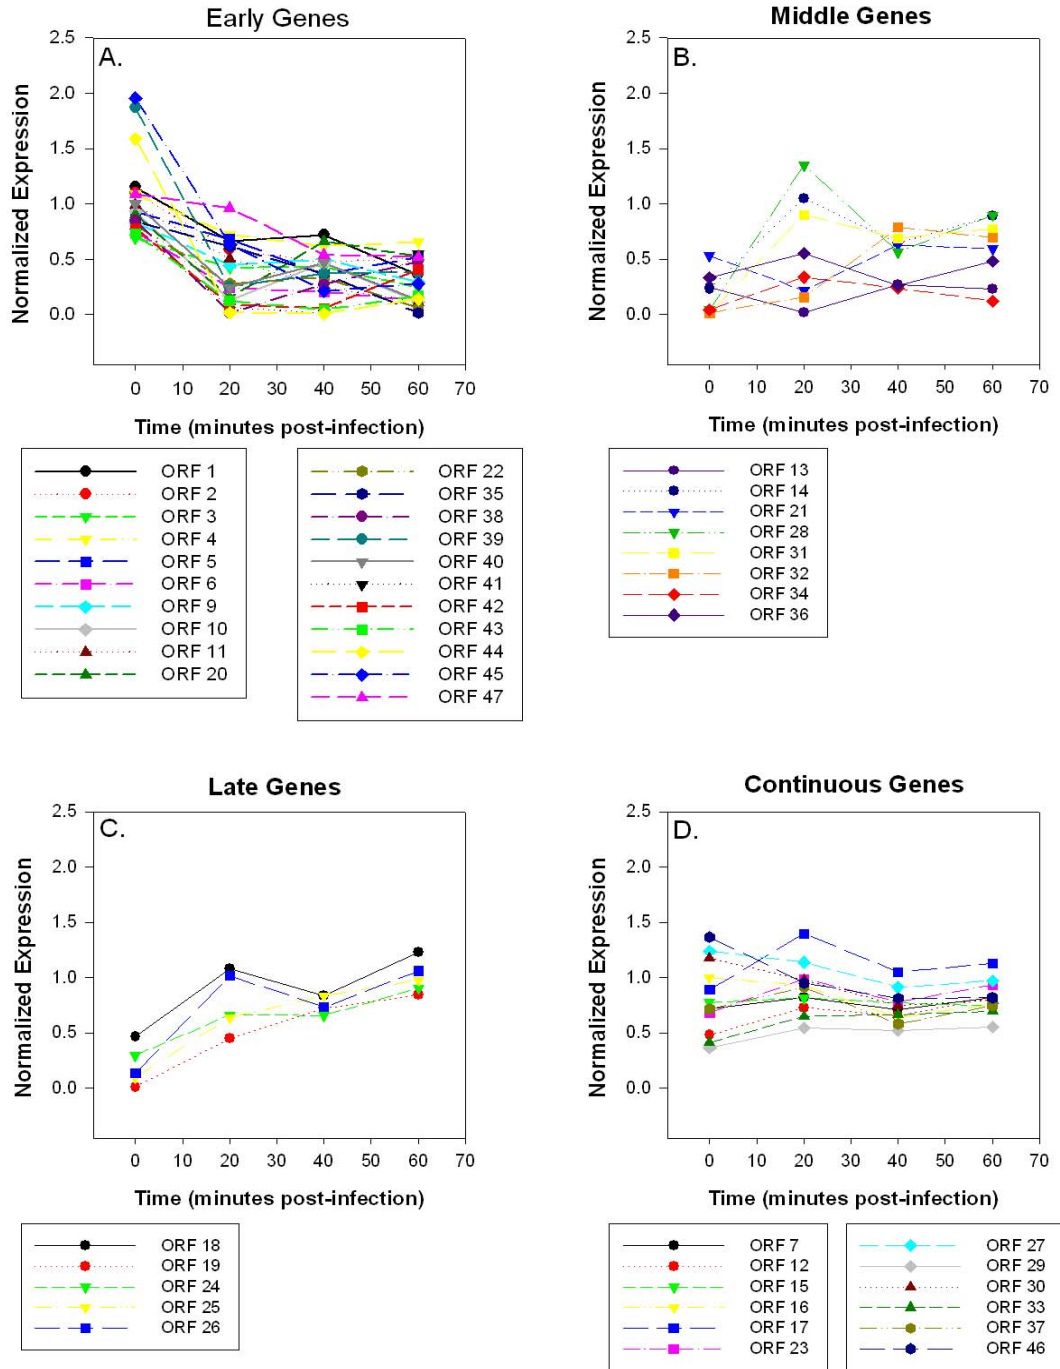 Early Genes
A.
2.5
2.0
1.5
1.0
0.5
0.0
Normalized Expression
0 10 20 30 40 50 60 70
Time (minutes post-infection)
ORF 1
ORF 2
ORF 3
ORF 4
ORF 5
ORF 6
ORF 9
ORF 10
ORF 11
ORF 20
ORF 22
ORF 35
ORF 38
ORF 39
ORF 40
ORF 41
ORF 42
ORF 43
ORF 44
ORF 45
ORF 47
Middle Genes
B.
2.5
2.0
1.5
1.0
0.5
0.0
Normalized Expression
0 10 20 30 40 50 60 70
Time (minutes post-infection)
ORF 13
ORF 14
ORF 21
ORF 28
ORF 31
ORF 32
ORF 34
ORF 36
Late Genes
C.
2.5
2.0
1.5
1.0
0.5
0.0
Normalized Expression
0 10 20 30 40 50 60 70
Time (minutes post-infection)
ORF 18
ORF 19
ORF 24
ORF 25
ORF 26
Continuous Genes
D.
2.5
2.0
1.5
1.0
0.5
0.0
Normalized Expression
0 10 20 30 40 50 60 70
Time (minutes post-infection)
ORF 7
ORF 12
ORF 15
ORF 16
ORF 17
ORF 23
ORF 27
ORF 29
ORF 30
ORF 33
ORF 37
ORF 46